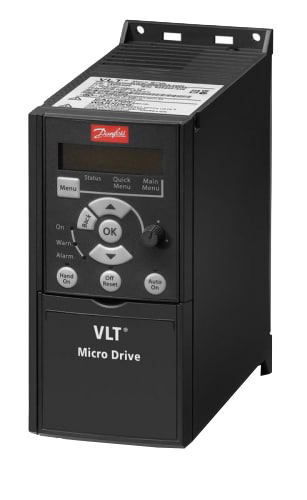 VLT®
Danfoss
Status
Quick
Menu
Main
Menu
Menu
Back
OK
On
Warn.
Alarm
Hand
On
Off
Reset
Auto
On
VLT®
Micro Drive